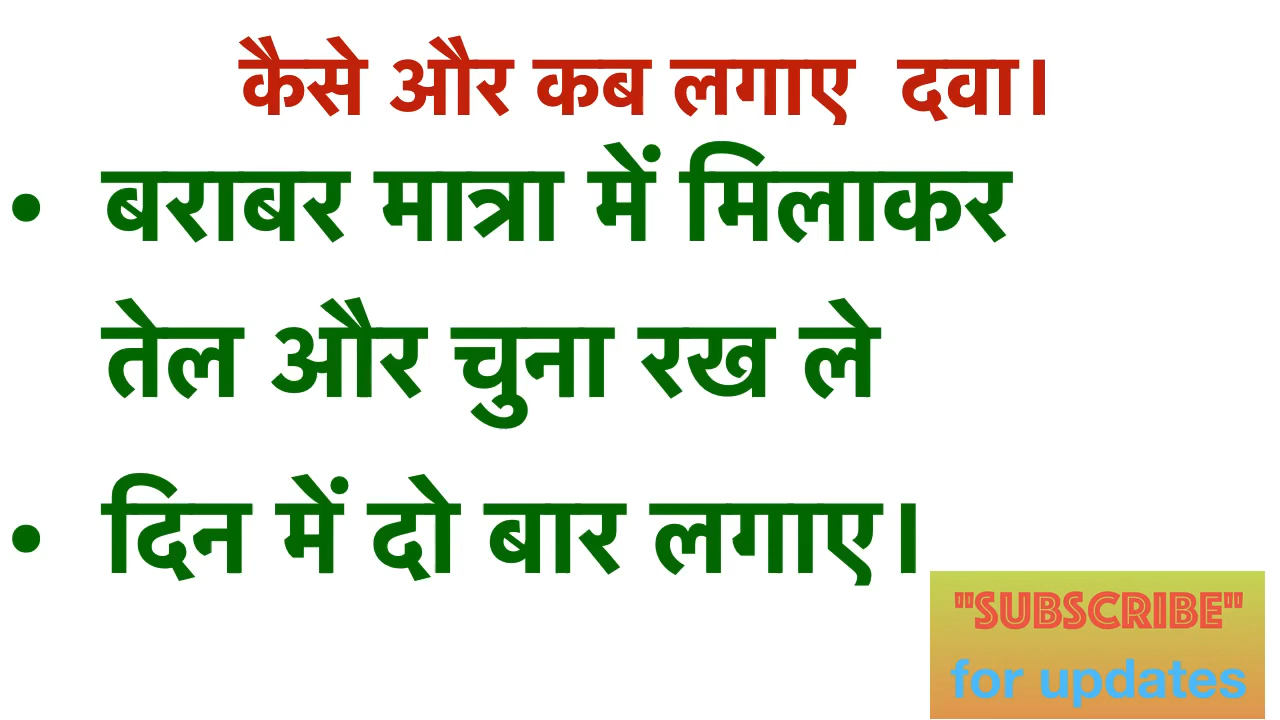 कैसे और कब लगाए दवा।
• बराबर मात्रा में मिलाकर
तेल और चुना रख ले
• दिन में दो बार लगाए।
"SUBSCRIBE"
for updates